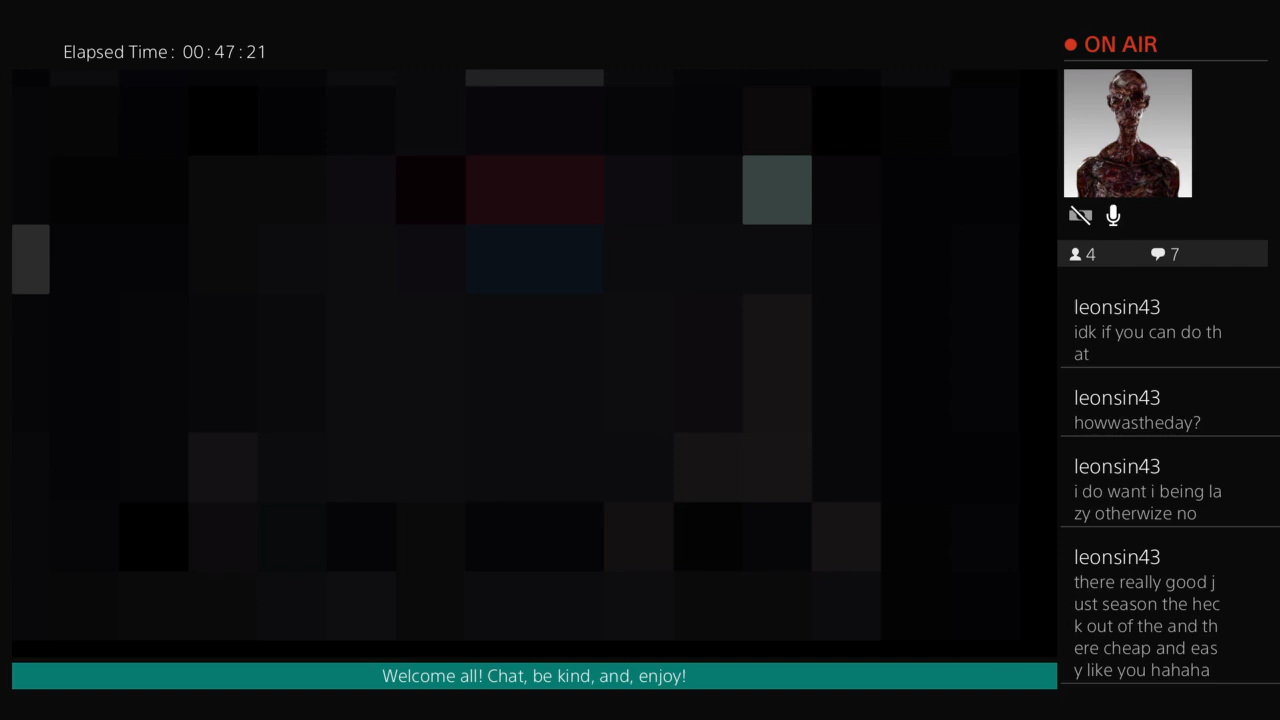 Elapsed Time: 00:47:21
ON AIR
4 7
leonsin43
idk if you can do th
at
leonsin43
howwastheday?
leonsin43
i do want i being la
zy otherwize no
leonsin43
there really good j
ust season the hec
k out of the and th
ere cheap and eas
y like you hahaha
Welcome all! Chat, be kind, and, enjoy!